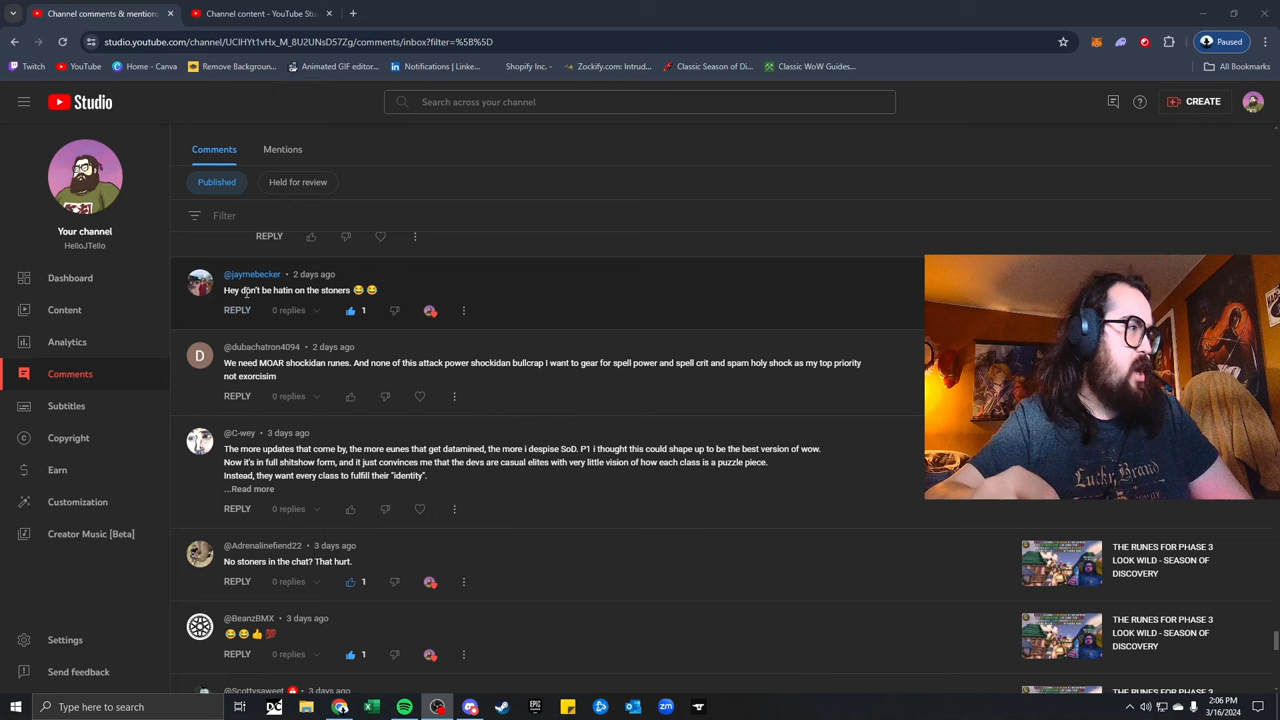 Channel comments & mentions
Channel content - YouTube Stu
studio.youtube.com/channel/UCIHYt1vHx_M_8U2UNsD57Zg/comments/inbox?filter=%5B%5D
Paused
Twitch
YouTube
Home - Canva
Remove Backgroun...
Animated GIF editor...
Notifications | Linke...
Shopify Inc.
Zockify.com: Intrud...
Classic Season of Di...
Classic WoW Guides...
All Bookmarks
Studio
Search across your channel
CREATE
Your channel
HelloJTello
Dashboard
Content
Analytics
Comments
Subtitles
Copyright
Earn
Customization
Creator Music [Beta]
Settings
Send feedback
Comments
Mentions
Published
Held for review
Filter
REPLY
@jaymebecker • 2 days ago
Hey don't be hatin on the stoners 😂 😂
REPLY 0 replies 1
D
@dubachatron4094 • 2 days ago
We need MOAR shockidan runes. And none of this attack power shockidan bullcrap I want to gear for spell power and spell crit and spam holy shock as my top priority
not exorcisim
REPLY 0 replies
@C-wey • 3 days ago
The more updates that come by, the more eunes that get datamined, the more i despise SoD. P1 i thought this could shape up to be the best version of wow.
Now it's in full shitshow form, and it just convinces me that the devs are casual elites with very little vision of how each class is a puzzle piece.
Instead, they want every class to fulfill their "identity".
...Read more
REPLY 0 replies
@Adrenalinefiend22 • 3 days ago
No stoners in the chat? That hurt.
REPLY 0 replies 1
THE RUNES FOR PHASE 3
LOOK WILD - SEASON OF
DISCOVERY
@BeanzBMX • 3 days ago
😂 😂 👍 💯
REPLY 0 replies 1
THE RUNES FOR PHASE 3
LOOK WILD - SEASON OF
DISCOVERY
@Scottysaweet • 3 days ago
THE RUNES FOR PHASE 3
LUCKY BRAND
Type here to search
2:06 PM
3/16/2024